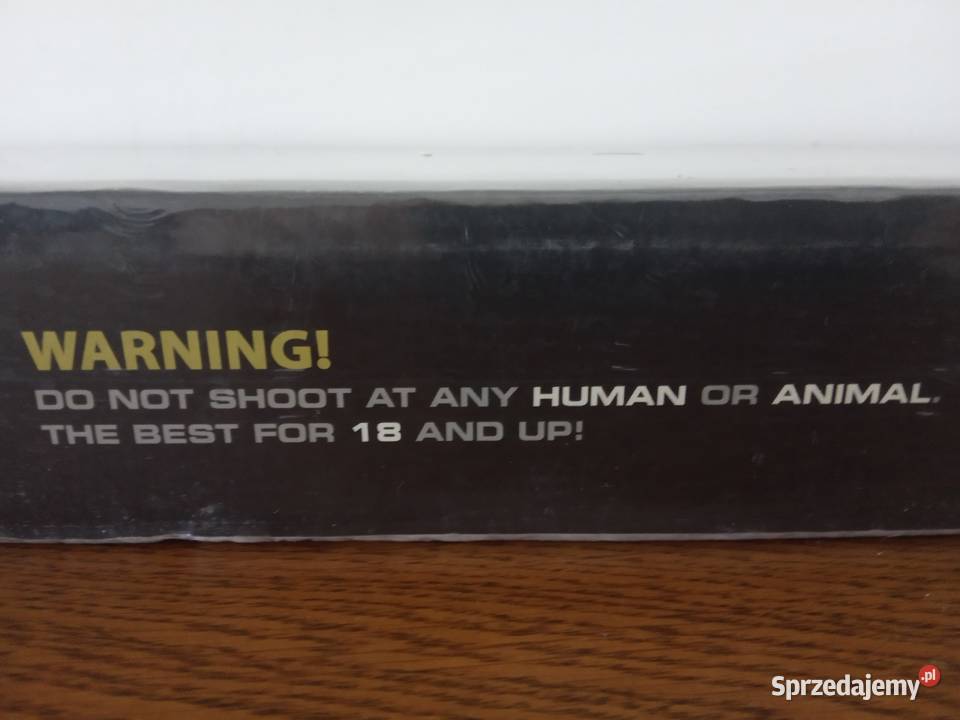 WARNING!
DO NOT SHOOT AT ANY HUMAN OR ANIMAL.
THE BEST FOR 18 AND UP!
Sprzedajemy.pl